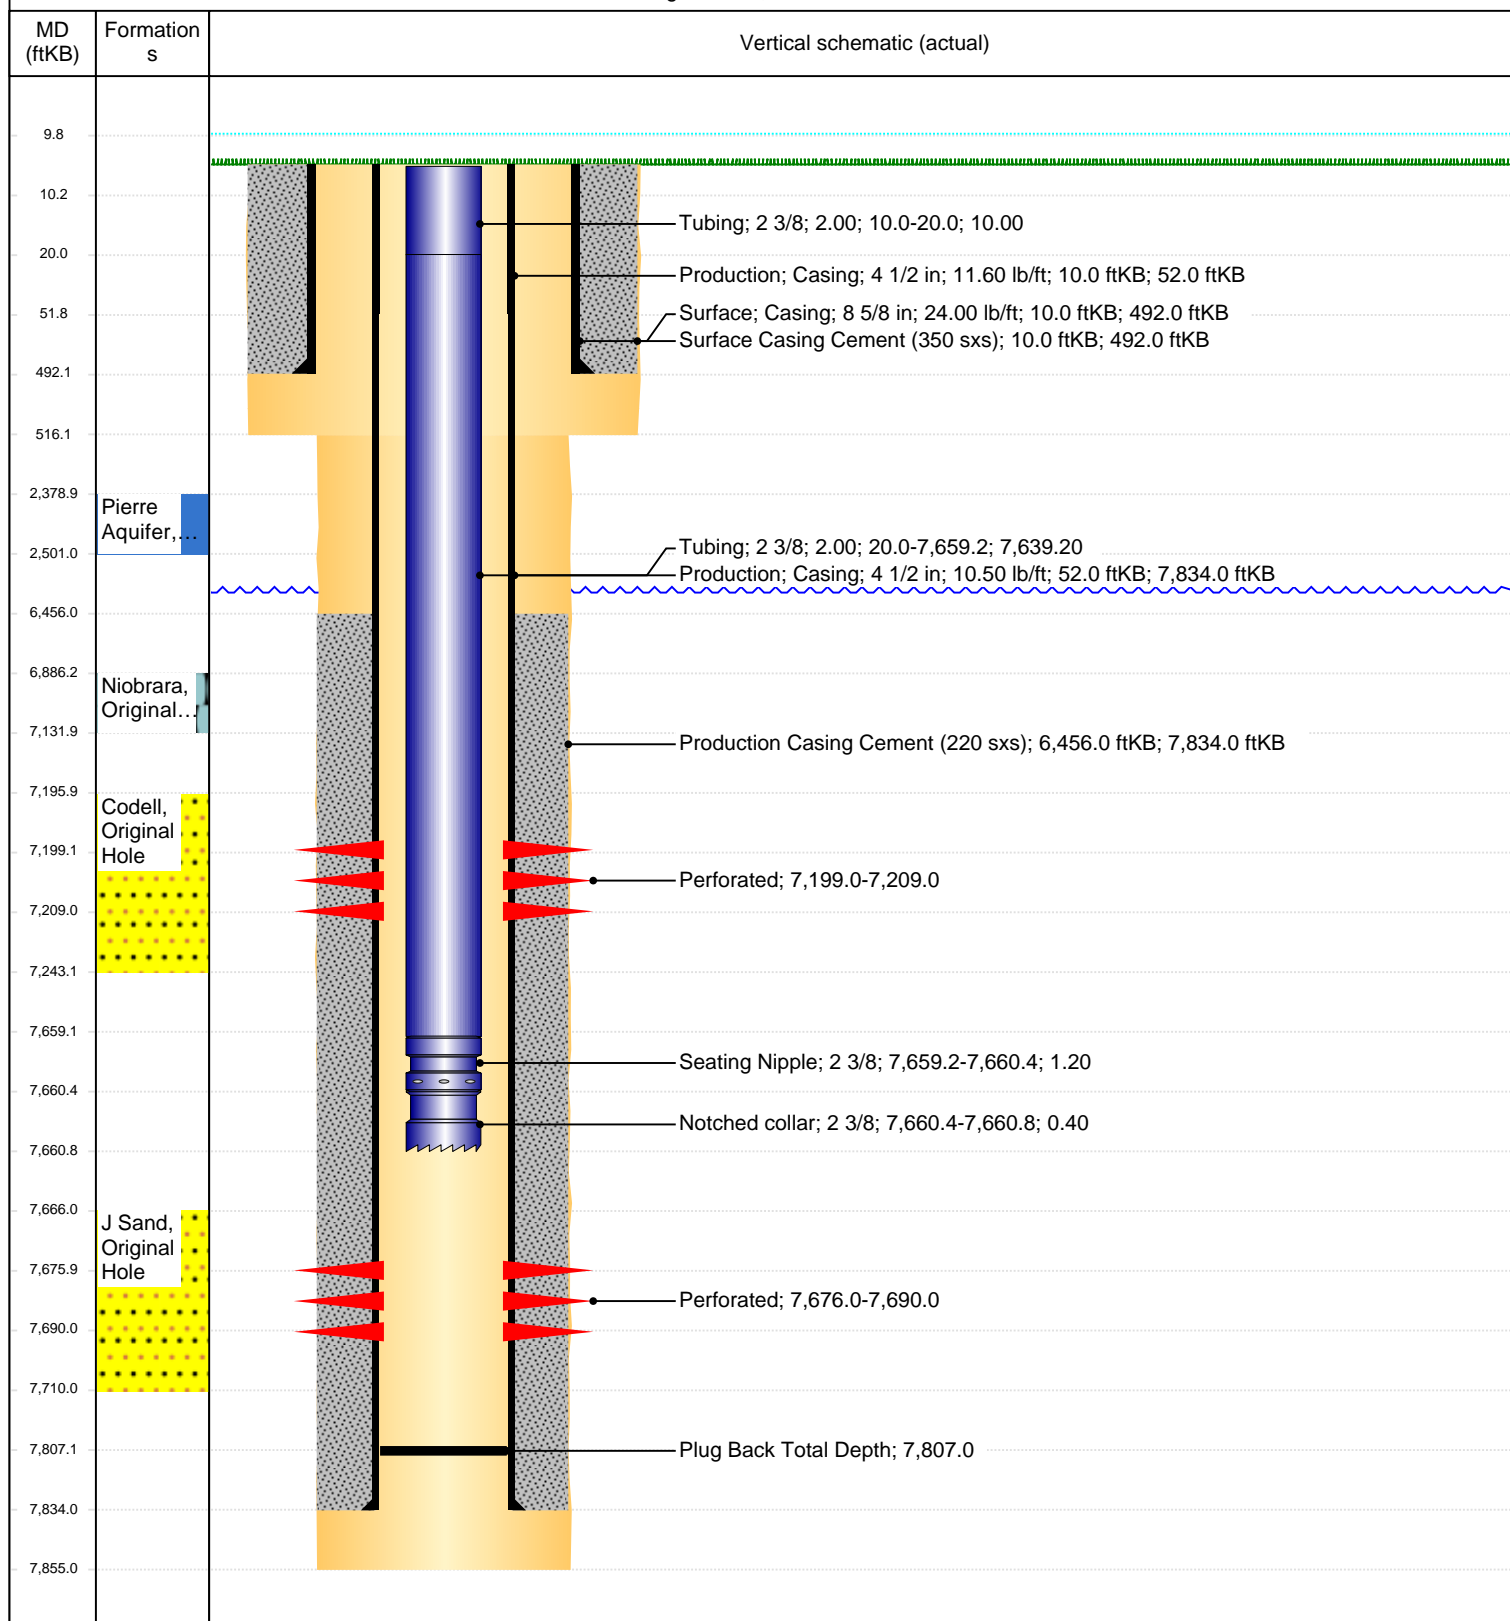 MD
(ftKB)
Formation
s
Vertical schematic (actual)
9.8
10.2
Tubing; 2 3/8; 2.00; 10.0-20.0; 10.00
20.0
Production; Casing; 4 1/2 in; 11.60 lb/ft; 10.0 ftKB; 52.0 ftKB
51.8
Surface; Casing; 8 5/8 in; 24.00 lb/ft; 10.0 ftKB; 492.0 ftKB
Surface Casing Cement (350 sxs); 10.0 ftKB; 492.0 ftKB
492.1
516.1
2,378.9
Pierre
Aquifer,...
2,501.0
Tubing; 2 3/8; 2.00; 20.0-7,659.2; 7,639.20
Production; Casing; 4 1/2 in; 10.50 lb/ft; 52.0 ftKB; 7,834.0 ftKB
6,456.0
6,886.2
Niobrara,
Original...
7,131.9
Production Casing Cement (220 sxs); 6,456.0 ftKB; 7,834.0 ftKB
7,195.9
Codell,
Original
Hole
7,199.1
Perforated; 7,199.0-7,209.0
7,209.0
7,243.1
7,659.1
Seating Nipple; 2 3/8; 7,659.2-7,660.4; 1.20
7,660.4
Notched collar; 2 3/8; 7,660.4-7,660.8; 0.40
7,660.8
7,666.0
J Sand,
Original
Hole
7,675.9
Perforated; 7,676.0-7,690.0
7,690.0
7,710.0
7,807.1
Plug Back Total Depth; 7,807.0
7,834.0
7,855.0